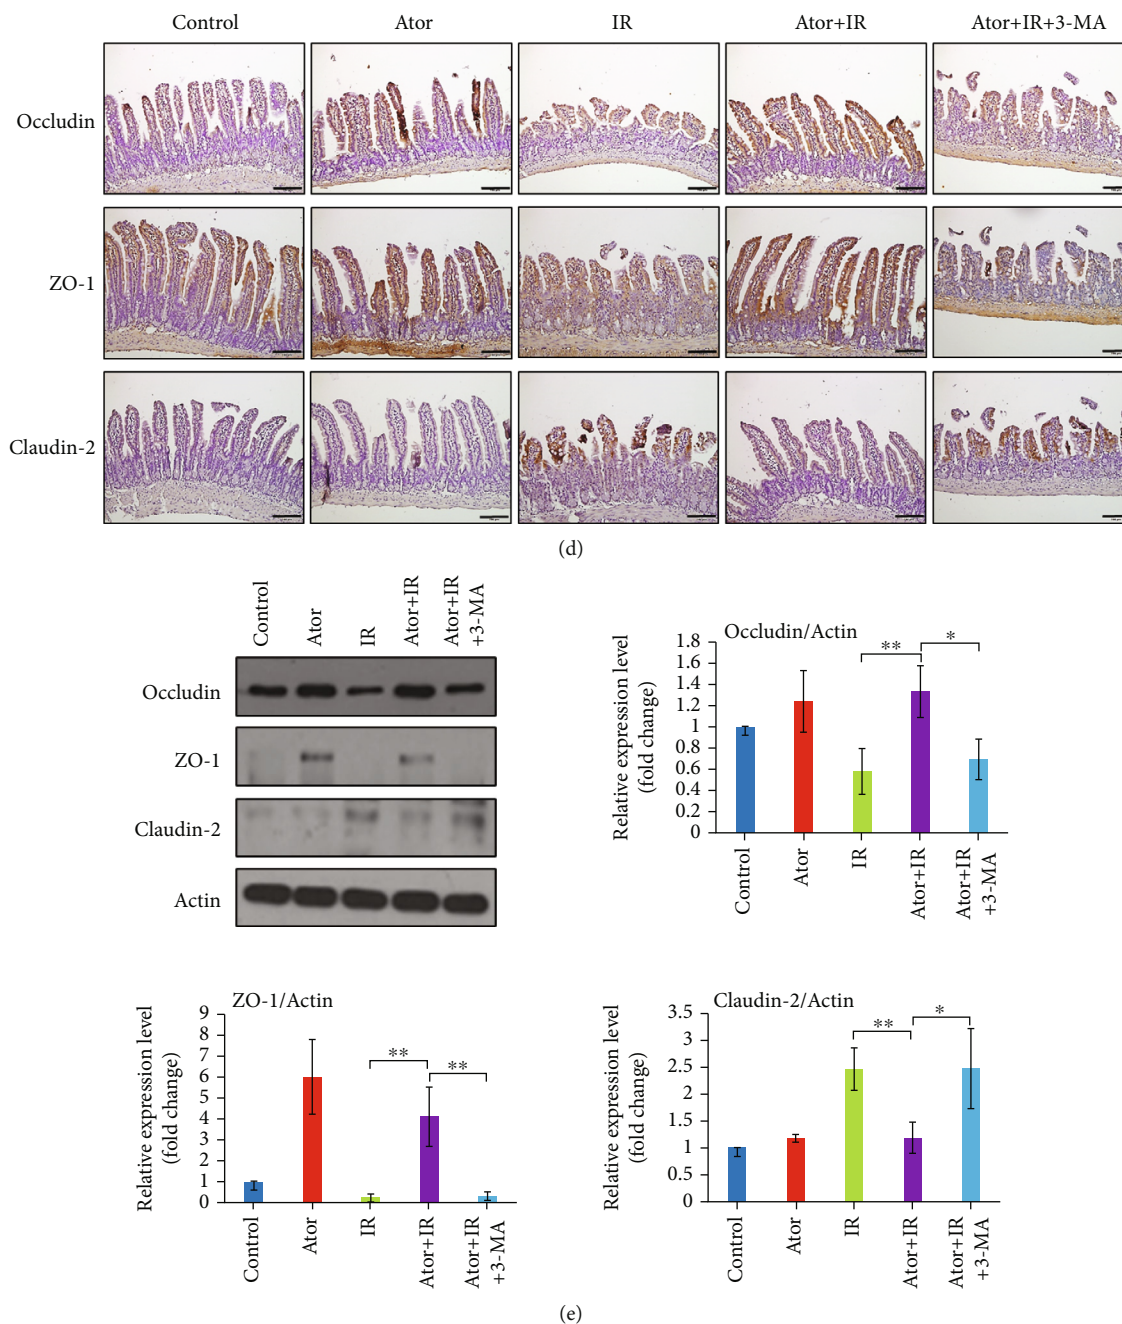 Control Ator IR Ator+IR Ator+IR+3-MA
Occludin
ZO-1
Claudin-2
(d)
Control
Ator
IR
Ator+IR
Ator+IR
+3-MA
Occludin
ZO-1
Claudin-2
Actin
Occludin/Actin
Relative expression level
(fold change)
1.8
1.6
1.4
1.2
1
0.8
0.6
0.4
0.2
0
**
*
Control
Ator
IR
Ator+IR
Ator+IR
+3-MA
ZO-1/Actin
Relative expression level
(fold change)
9
8
7
6
5
4
3
2
1
0
**
**
Control
Ator
IR
Ator+IR
Ator+IR
+3-MA
Claudin-2/Actin
Relative expression level
(fold change)
3.5
3
2.5
2
1.5
1
0.5
0
**
*
Control
Ator
IR
Ator+IR
Ator+IR
+3-MA
(e)